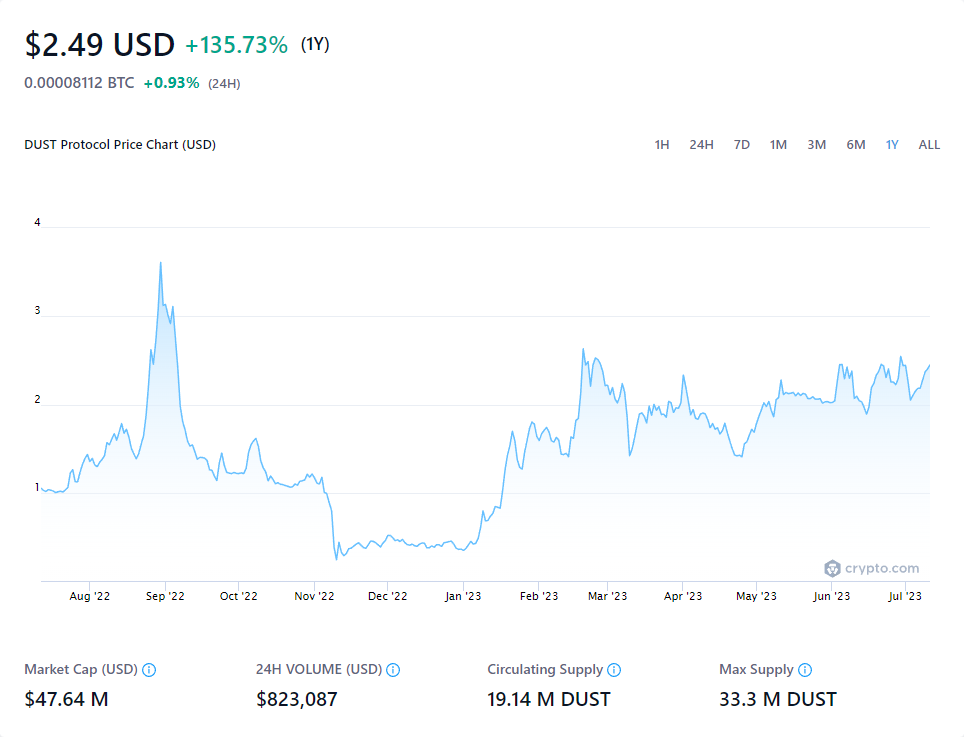 $2.49 USD +135.73% (1Y)
0.00008112 BTC +0.93% (24H)
DUST Protocol Price Chart (USD) 1H 24H 7D 1M 3M 6M 1Y ALL
4
3
2
1
crypto.com
Aug '22 Sep '22 Oct '22 Nov '22 Dec '22 Jan '23 Feb '23 Mar '23 Apr '23 May '23 Jun '23 Jul '23
Market Cap (USD) 24H VOLUME (USD) Circulating Supply Max Supply
$47.64 M $823,087 19.14 M DUST 33.3 M DUST